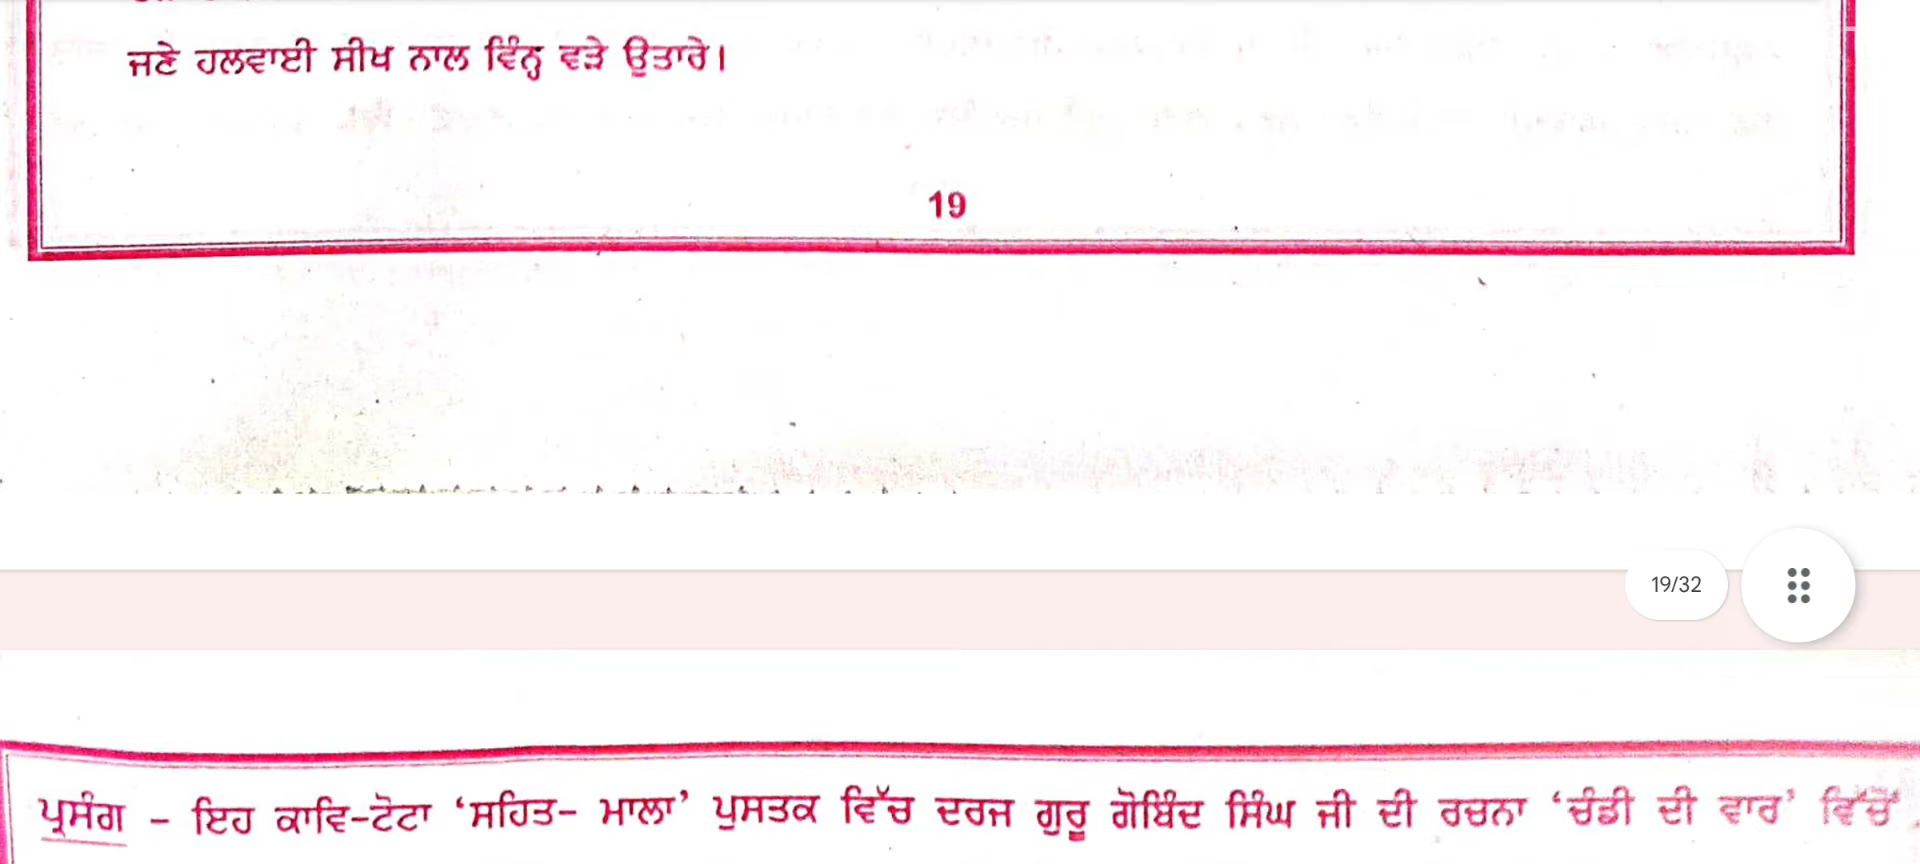 ਜਣੇ ਹਲਵਾਈ ਸੀਖ ਨਾਲ ਵਿੰਨ੍ਹ ਵੜੇ ਉਤਾਰੇ।
19
19/32
ਪ੍ਰਸੰਗ - ਇਹ ਕਾਵਿ-ਟੋਟਾ ‘ਸਹਿਤ- ਮਾਲਾ’ ਪੁਸਤਕ ਵਿੱਚ ਦਰਜ ਗੁਰੂ ਗੋਬਿੰਦ ਸਿੰਘ ਜੀ ਦੀ ਰਚਨਾ ‘ਚੰਡੀ ਦੀ ਵਾਰ’ ਵਿੱਚੋਂ